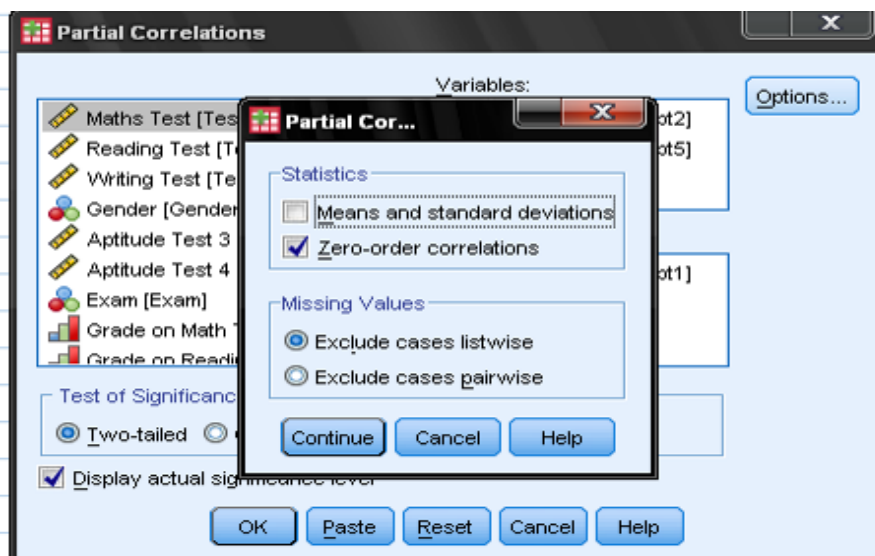 Partial Correlations
Variables:
Options...
Maths Test [Tes
Reading Test [T
Writing Test [Te
Gender [Gender
Aptitude Test 3
Aptitude Test 4
Exam [Exam]
Grade on Math
Grade on Readi
pt2]
pt5]
pt1]
Partial Cor...
Statistics
Means and standard deviations
Zero-order correlations
Missing Values
Exclude cases listwise
Exclude cases pairwise
Continue Cancel Help
Test of Significanc
Two-tailed
Display actual significance level
OK Paste Reset Cancel Help